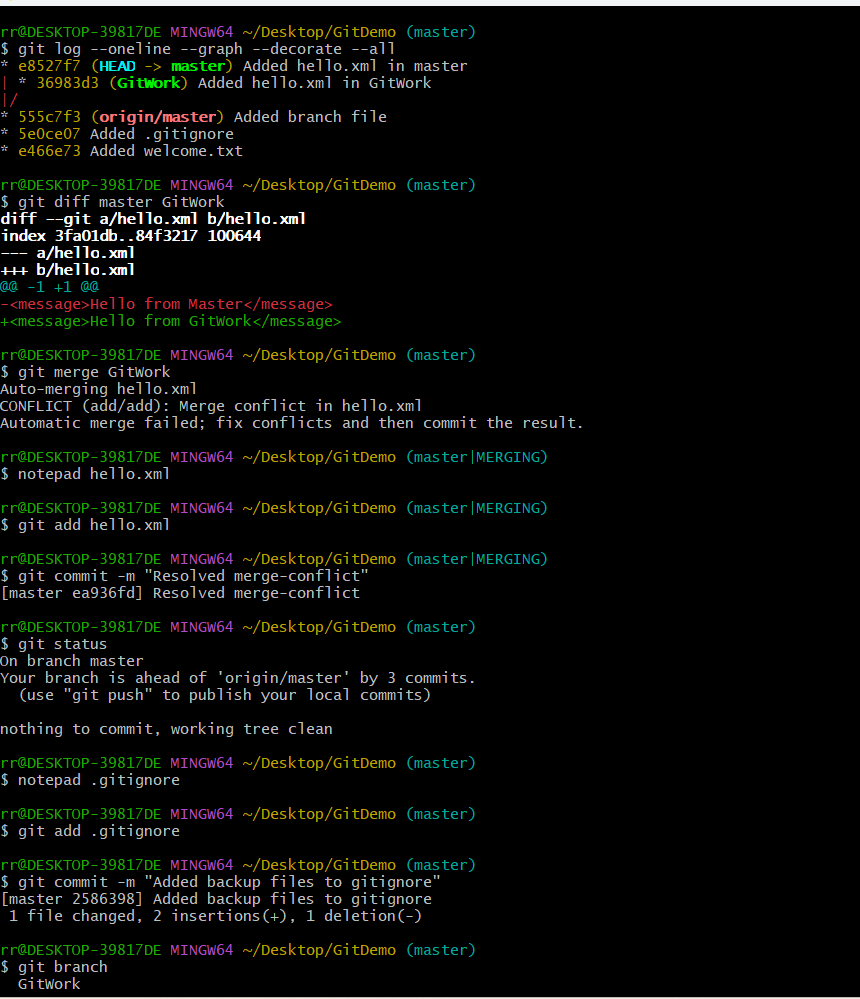 rr@DESKTOP-39817DE MINGW64 ~/Desktop/GitDemo (master)
$ git log --oneline --graph --decorate --all
* e8527f7 (HEAD -> master) Added hello.xml in master
| * 36983d3 (GitWork) Added hello.xml in GitWork
|/
* 555c7f3 (origin/master) Added branch file
* 5e0ce07 Added .gitignore
* e466e73 Added welcome.txt
rr@DESKTOP-39817DE MINGW64 ~/Desktop/GitDemo (master)
$ git diff master GitWork
diff --git a/hello.xml b/hello.xml
index 3fa01db..84f3217 100644
--- a/hello.xml
+++ b/hello.xml
@@ -1 +1 @@
-<message>Hello from Master</message>
+<message>Hello from GitWork</message>
rr@DESKTOP-39817DE MINGW64 ~/Desktop/GitDemo (master)
$ git merge GitWork
Auto-merging hello.xml
CONFLICT (add/add): Merge conflict in hello.xml
Automatic merge failed; fix conflicts and then commit the result.
rr@DESKTOP-39817DE MINGW64 ~/Desktop/GitDemo (master|MERGING)
$ notepad hello.xml
rr@DESKTOP-39817DE MINGW64 ~/Desktop/GitDemo (master|MERGING)
$ git add hello.xml
rr@DESKTOP-39817DE MINGW64 ~/Desktop/GitDemo (master|MERGING)
$ git commit -m "Resolved merge-conflict"
[master ea936fd] Resolved merge-conflict
rr@DESKTOP-39817DE MINGW64 ~/Desktop/GitDemo (master)
$ git status
On branch master
Your branch is ahead of 'origin/master' by 3 commits.
  (use "git push" to publish your local commits)
nothing to commit, working tree clean
rr@DESKTOP-39817DE MINGW64 ~/Desktop/GitDemo (master)
$ notepad .gitignore
rr@DESKTOP-39817DE MINGW64 ~/Desktop/GitDemo (master)
$ git add .gitignore
rr@DESKTOP-39817DE MINGW64 ~/Desktop/GitDemo (master)
$ git commit -m "Added backup files to gitignore"
[master 2586398] Added backup files to gitignore
 1 file changed, 2 insertions(+), 1 deletion(-)
rr@DESKTOP-39817DE MINGW64 ~/Desktop/GitDemo (master)
$ git branch
  GitWork